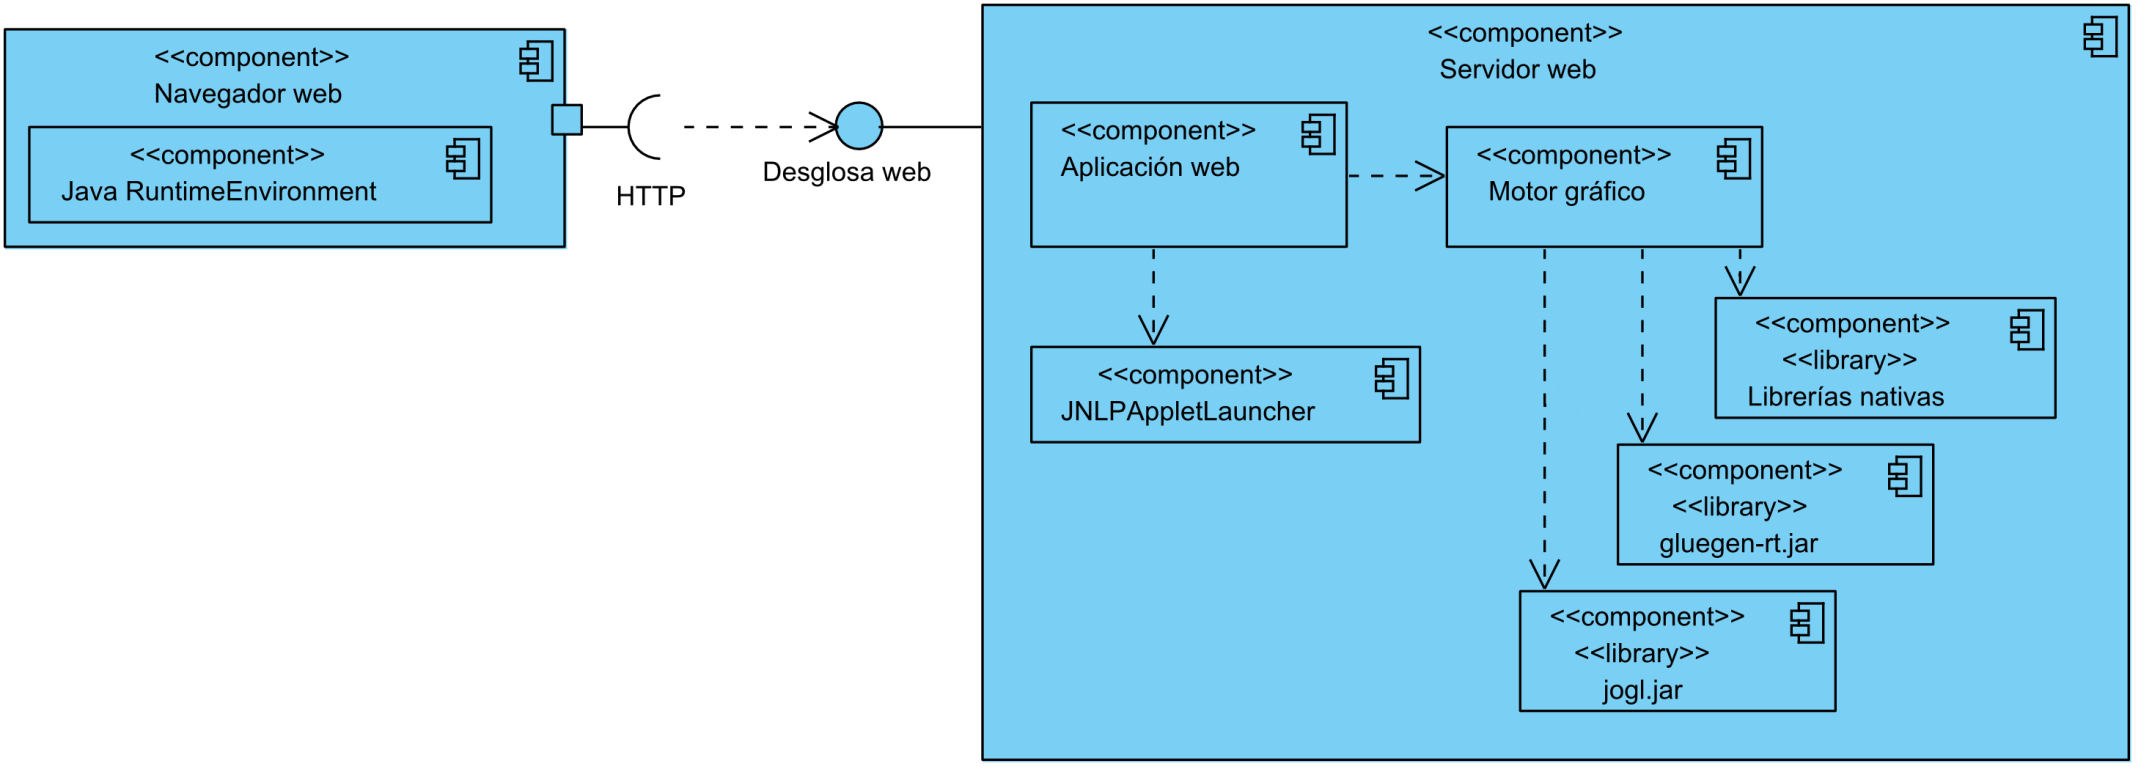 <<component>>
Navegador web
<<component>>
Java RuntimeEnvironment
HTTP
Desglosa web
<<component>>
Servidor web
<<component>>
Aplicación web
<<component>>
Motor gráfico
<<component>>
JNLPAppletLauncher
<<component>>
<<library>>
Librerías nativas
<<component>>
<<library>>
gluegen-rt.jar
<<component>>
<<library>>
jogl.jar